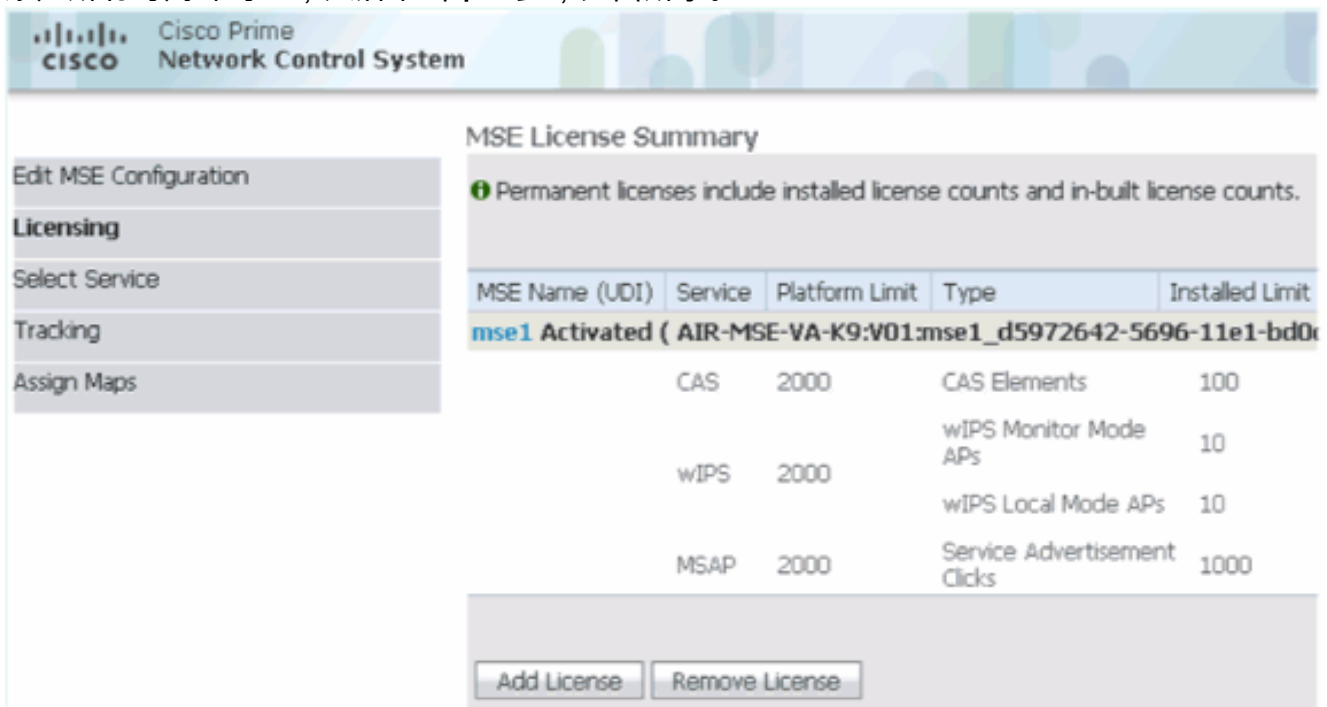 CISCO
Cisco Prime
Network Control System
Edit MSE Configuration
Licensing
Select Service
Tracking
Assign Maps
MSE License Summary
Permanent licenses include installed license counts and in-built license counts.
MSE Name (UDI) Service Platform Limit Type Installed Limit
mse1 Activated ( AIR-MSE-VA-K9:V01:mse1_d5972642-5696-11e1-bd0
CAS 2000 CAS Elements 100
wIPS 2000 wIPS Monitor Mode APs 10
wIPS Local Mode APs 10
MSAP 2000 Service Advertisement Clicks 1000
Add License Remove License